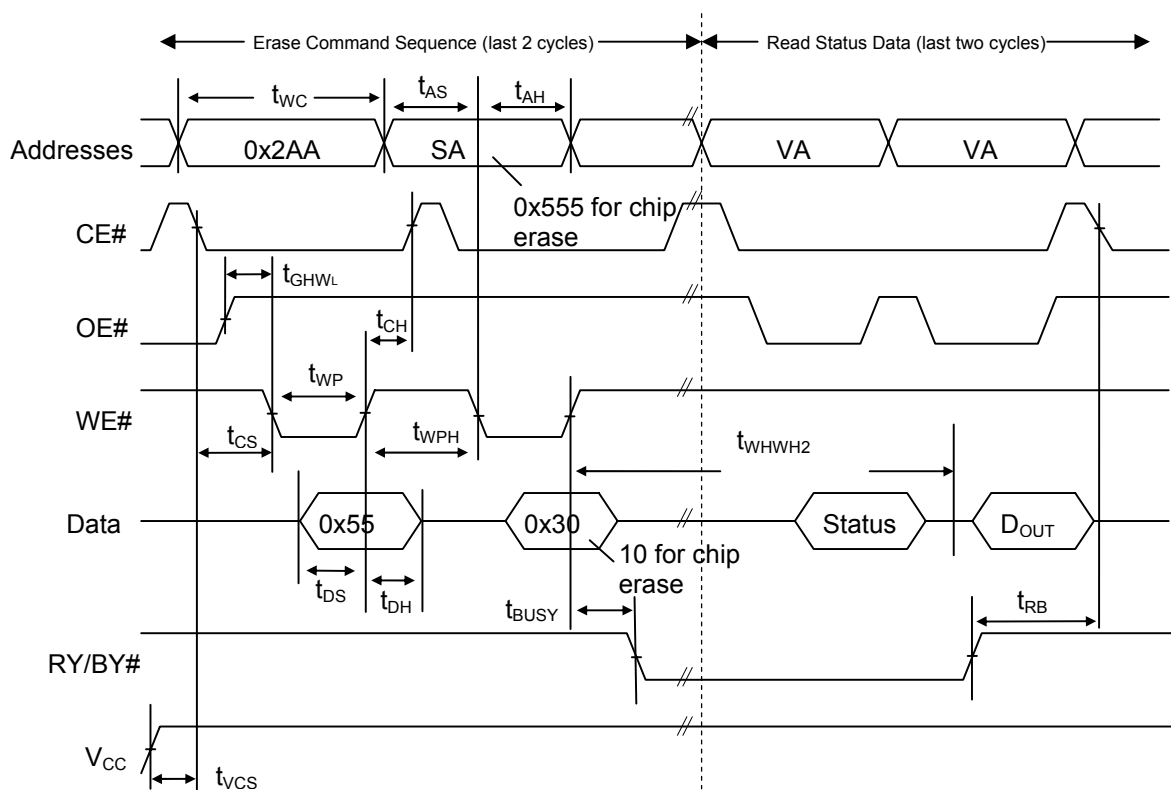 Erase Command Sequence (last 2 cycles)
Read Status Data (last two cycles)
tWC
tAS
tAH
Addresses
0x2AA
SA
VA
VA
0x555 for chip
erase
CE#
tGHWL
OE#
tCH
tWP
WE#
tCS
tWPH
tWHWH2
Data
0x55
0x30
Status
DOUT
10 for chip
erase
tDS
tDH
tBUSY
tRB
RY/BY#
VCC
tVCS